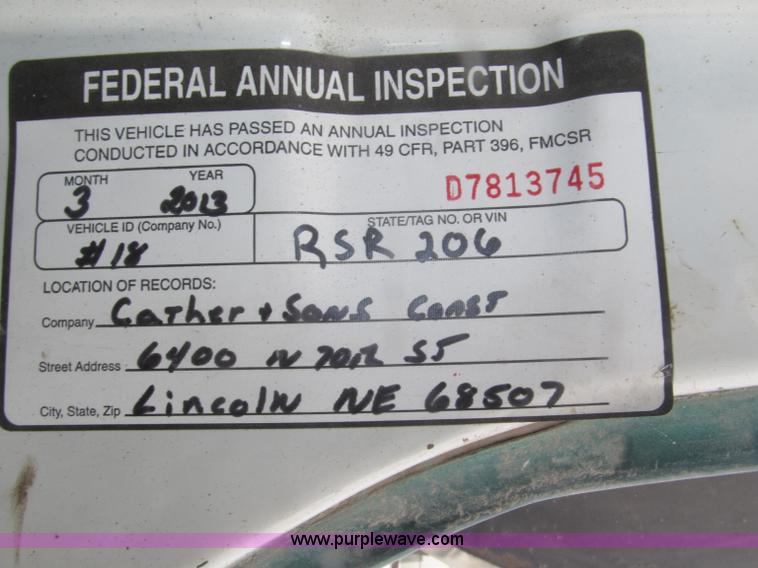 FEDERAL ANNUAL INSPECTION
THIS VEHICLE HAS PASSED AN ANNUAL INSPECTION
CONDUCTED IN ACCORDANCE WITH 49 CFR, PART 396, FMCSR
MONTH YEAR
3 2013
D7813745
VEHICLE ID (Company No.) STATE/TAG NO. OR VIN
#18 RSR 206
LOCATION OF RECORDS:
Company Cather + Sons Const
Street Address 6400 N 70th ST
City, State, Zip Lincoln NE 68507
www.purplewave.com